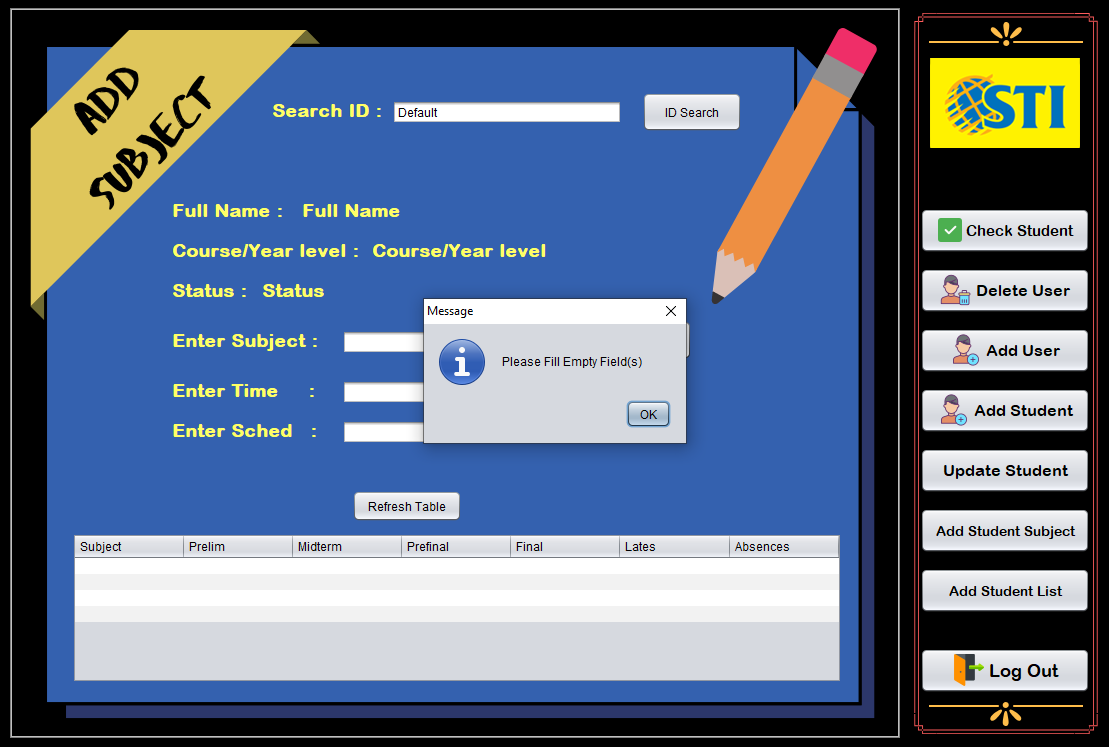 ADD
SUBJECT
Search ID :
Default
ID Search
Full Name : Full Name
Course/Year level : Course/Year level
Status : Status
Enter Subject :
Enter Time :
Enter Sched :
Message
Please Fill Empty Field(s)
OK
Refresh Table
Subject Prelim Midterm Prefinal Final Lates Absences
STI
Check Student
Delete User
Add User
Add Student
Update Student
Add Student Subject
Add Student List
Log Out